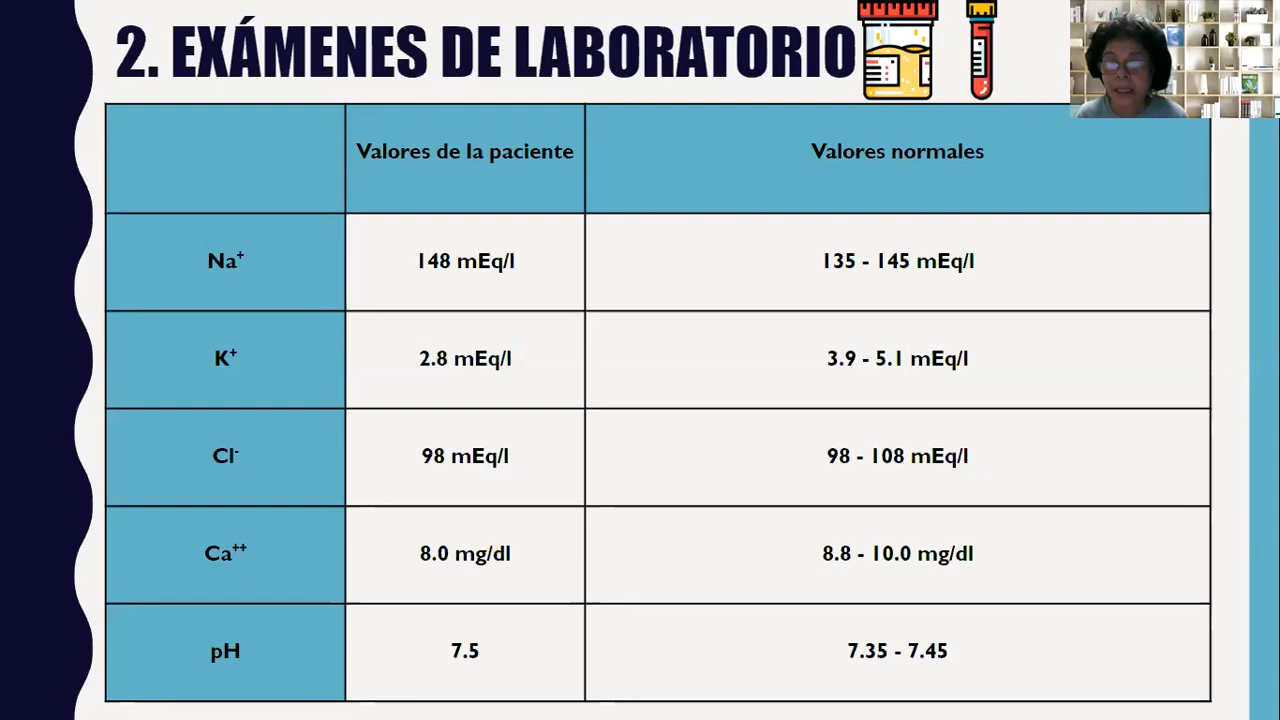 2. EXÁMENES DE LABORATORIO
Valores de la paciente Valores normales
Na⁺ 148 mEq/l 135 - 145 mEq/l
K⁺ 2.8 mEq/l 3.9 - 5.1 mEq/l
Cl⁻ 98 mEq/l 98 - 108 mEq/l
Ca⁺⁺ 8.0 mg/dl 8.8 - 10.0 mg/dl
pH 7.5 7.35 - 7.45